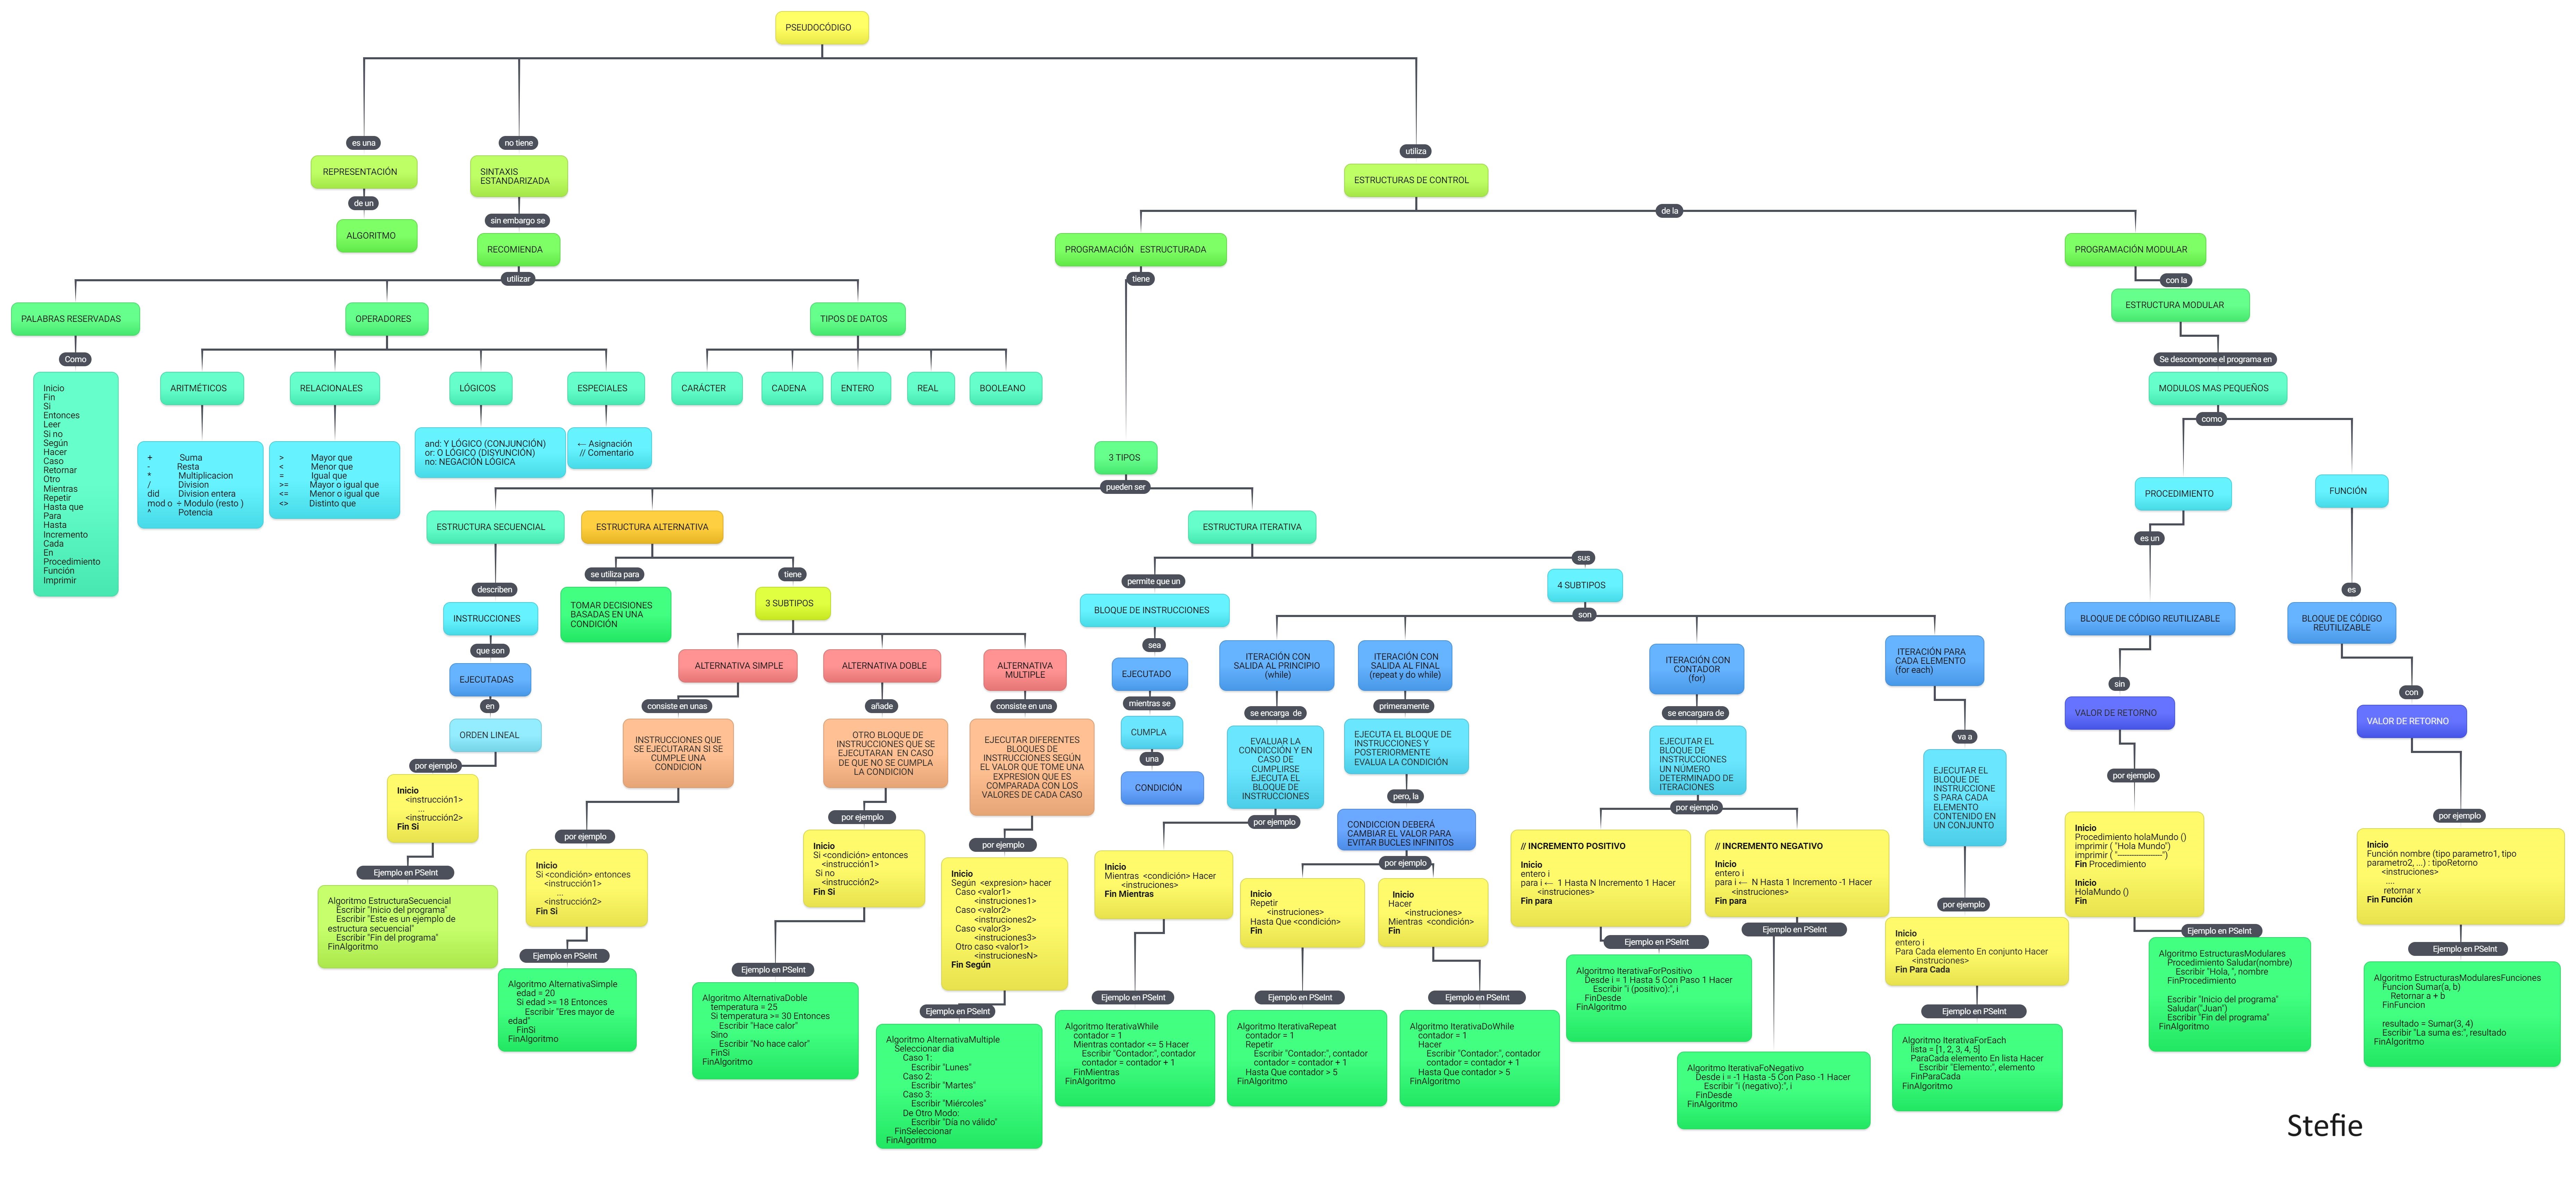 PSEUDOCÓDIGO
es una
no tiene
utiliza
REPRESENTACIÓN
SINTAXIS
ESTANDARIZADA
ESTRUCTURAS DE CONTROL
de un
sin embargo se
de la
ALGORITMO
RECOMIENDA
PROGRAMACIÓN ESTRUCTURADA
PROGRAMACIÓN MODULAR
utilizar
tiene
con la
PALABRAS RESERVADAS
OPERADORES
TIPOS DE DATOS
ESTRUCTURA MODULAR
Como
Se descompone el programa en
Inicio
Fin
Si
Entonces
Leer
Si no
Según
Hacer
Caso
Retornar
Otro
Mientras
Repetir
Hasta que
Para
Hasta
Incremento
Cada
En
Procedimiento
Función
Imprimir
ARITMÉTICOS
RELACIONALES
LÓGICOS
ESPECIALES
CARÁCTER
CADENA
ENTERO
REAL
BOOLEANO
MODULOS MAS PEQUEÑOS
como
+ Suma
- Resta
* Multiplicacion
/ Division
did Division entera
mod o ÷ Modulo (resto )
^ Potencia
> Mayor que
< Menor que
= Igual que
>= Mayor o igual que
<= Menor o igual que
<> Distinto que
and: Y LÓGICO (CONJUNCIÓN)
or: O LÓGICO (DISYUNCIÓN)
no: NEGACIÓN LÓGICA
← Asignación
// Comentario
3 TIPOS
pueden ser
PROCEDIMIENTO
FUNCIÓN
ESTRUCTURA SECUENCIAL
ESTRUCTURA ALTERNATIVA
ESTRUCTURA ITERATIVA
describen
INSTRUCCIONES
que son
EJECUTADAS
en
ORDEN LINEAL
por ejemplo
Inicio
<instrucción1>
...
<instrucción2>
Fin Si
Ejemplo en PSeInt
Algoritmo EstructuraSecuencial
Escribir "Inicio del programa"
Escribir "Este es un ejemplo de
estructura secuencial"
Escribir "Fin del programa"
FinAlgoritmo
se utiliza para
TOMAR DECISIONES
BASADAS EN UNA
CONDICIÓN
tiene
3 SUBTIPOS
ALTERNATIVA SIMPLE
consiste en unas
INSTRUCCIONES QUE
SE EJECUTARAN SI SE
CUMPLE UNA
CONDICION
por ejemplo
Inicio
Si <condición> entonces
<instrucción1>
...
<instrucción2>
Fin Si
Ejemplo en PSeInt
Algoritmo AlternativaSimple
edad = 20
Si edad >= 18 Entonces
Escribir "Eres mayor de
edad"
FinSi
FinAlgoritmo
ALTERNATIVA DOBLE
añade
OTRO BLOQUE DE
INSTRUCCIONES QUE SE
EJECUTARAN EN CASO
DE QUE NO SE CUMPLA
LA CONDICION
por ejemplo
Inicio
Si <condición> entonces
<instrucción1>
Si no
<instrucción2>
Fin Si
Ejemplo en PSeInt
Algoritmo AlternativaDoble
temperatura = 25
Si temperatura >= 30 Entonces
Escribir "Hace calor"
Sino
Escribir "No hace calor"
FinSi
FinAlgoritmo
ALTERNATIVA
MULTIPLE
consiste en una
EJECUTAR DIFERENTES
BLOQUES DE
INSTRUCCIONES SEGÚN
EL VALOR QUE TOME UNA
EXPRESION QUE ES
COMPARADA CON LOS
VALORES DE CADA CASO
por ejemplo
Inicio
Según <expresion> hacer
Caso <valor1>
<instruciones1>
Caso <valor2>
<instruciones2>
Caso <valor3>
<instruciones3>
Otro caso <valor1>
<instrucionesN>
Fin Según
Ejemplo en PSeInt
Algoritmo AlternativaMultiple
Seleccionar dia
Caso 1:
Escribir "Lunes"
Caso 2:
Escribir "Martes"
Caso 3:
Escribir "Miércoles"
De Otro Modo:
Escribir "Día no válido"
FinSeleccionar
FinAlgoritmo
permite que un
BLOQUE DE INSTRUCCIONES
sea
EJECUTADO
mientras se
CUMPLA
una
CONDICIÓN
sus
4 SUBTIPOS
son
ITERACIÓN CON
SALIDA AL PRINCIPIO
(while)
se encarga de
EVALUAR LA
CONDICCIÓN Y EN
CASO DE
CUMPLIRSE
EJECUTA EL
BLOQUE DE
INSTRUCCIONES
por ejemplo
Inicio
Mientras <condición> Hacer
<instruciones>
Fin Mientras
Ejemplo en PSeInt
Algoritmo IterativaWhile
contador = 1
Mientras contador <= 5 Hacer
Escribir "Contador:", contador
contador = contador + 1
FinMientras
FinAlgoritmo
ITERACIÓN CON
SALIDA AL FINAL
(repeat y do while)
primeramente
EJECUTA EL BLOQUE DE
INSTRUCCIONES Y
POSTERIORMENTE
EVALUA LA CONDICIÓN
pero, la
CONDICCION DEBERÁ
CAMBIAR EL VALOR PARA
EVITAR BUCLES INFINITOS
por ejemplo
Inicio
Repetir
<instruciones>
Hasta Que <condición>
Fin
Ejemplo en PSeInt
Algoritmo IterativaRepeat
contador = 1
Repetir
Escribir "Contador:", contador
contador = contador + 1
Hasta Que contador > 5
FinAlgoritmo
Inicio
Hacer
<instruciones>
Mientras <condición>
Fin
Ejemplo en PSeInt
Algoritmo IterativaDoWhile
contador = 1
Hacer
Escribir "Contador:", contador
contador = contador + 1
Hasta Que contador > 5
FinAlgoritmo
ITERACIÓN CON
CONTADOR
(for)
se encargara de
EJECUTAR EL
BLOQUE DE
INSTRUCCIONES
UN NÚMERO
DETERMINADO DE
ITERACIONES
por ejemplo
// INCREMENTO POSITIVO
Inicio
entero i
para i ← 1 Hasta N Incremento 1 Hacer
<instruciones>
Fin para
Ejemplo en PSeInt
Algoritmo IterativaForPositivo
Desde i = 1 Hasta 5 Con Paso 1 Hacer
Escribir "i (positivo):", i
FinDesde
FinAlgoritmo
// INCREMENTO NEGATIVO
Inicio
entero i
para i ← N Hasta 1 Incremento -1 Hacer
<instruciones>
Fin para
Ejemplo en PSeInt
Algoritmo IterativaFoNegativo
Desde i = -1 Hasta -5 Con Paso -1 Hacer
Escribir "i (negativo):", i
FinDesde
FinAlgoritmo
ITERACIÓN PARA
CADA ELEMENTO
(for each)
va a
EJECUTAR EL
BLOQUE DE
INSTRUCCIONE
S PARA CADA
ELEMENTO
CONTENIDO EN
UN CONJUNTO
por ejemplo
Inicio
entero i
Para Cada elemento En conjunto Hacer
<instruciones>
Fin Para Cada
Ejemplo en PSeInt
Algoritmo IterativaForEach
lista = [1, 2, 3, 4, 5]
ParaCada elemento En lista Hacer
Escribir "Elemento:", elemento
FinParaCada
FinAlgoritmo
es un
BLOQUE DE CÓDIGO REUTILIZABLE
sin
VALOR DE RETORNO
por ejemplo
Inicio
Procedimiento holaMundo ()
imprimir ( "Hola Mundo")
imprimir ( "--------------------")
Fin Procedimiento
Inicio
HolaMundo ()
Fin
Ejemplo en PSeInt
Algoritmo EstructurasModulares
Procedimiento Saludar(nombre)
Escribir "Hola, ", nombre
FinProcedimiento
Escribir "Inicio del programa"
Saludar("Juan")
Escribir "Fin del programa"
FinAlgoritmo
es
BLOQUE DE CÓDIGO
REUTILIZABLE
con
VALOR DE RETORNO
por ejemplo
Inicio
Función nombre (tipo parametro1, tipo
parametro2, ...) : tipoRetorno
<instruciones>
....
retornar x
Fin Función
Ejemplo en PSeInt
Algoritmo EstructurasModularesFunciones
Funcion Sumar(a, b)
Retornar a + b
FinFuncion
resultado = Sumar(3, 4)
Escribir "La suma es:", resultado
FinAlgoritmo
Stefie